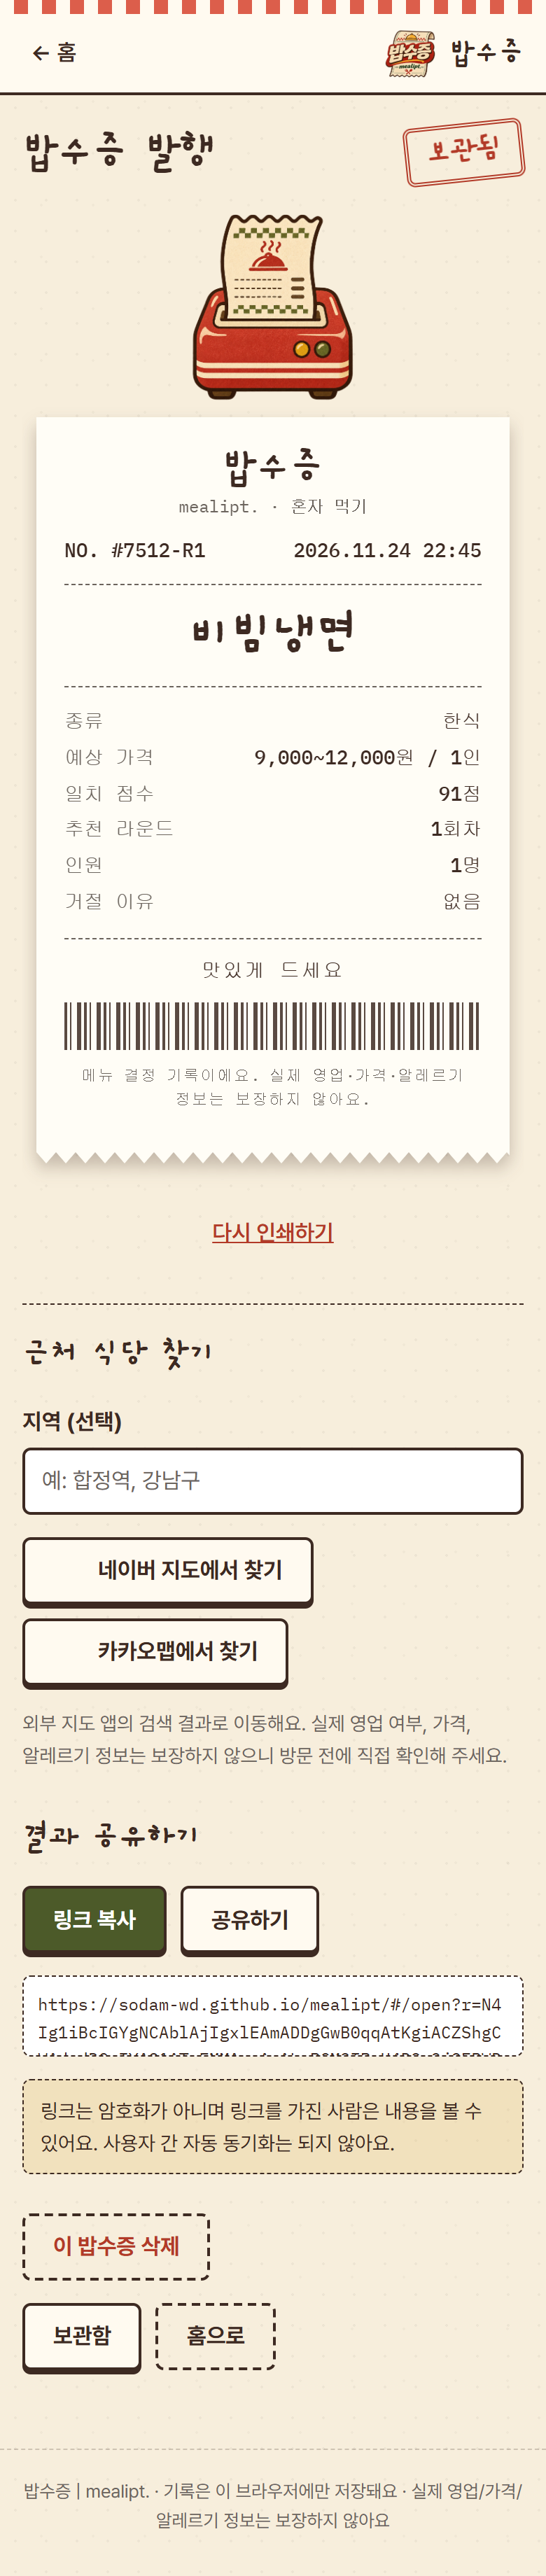 ← 홈
밥수증
mealipt.
밥수증
밥수증 발행
보관됨
밥수증
mealipt. · 혼자 먹기
NO. #7512-R1 2026.11.24 22:45
비빔냉면
종류 한식
예상 가격 9,000~12,000원 / 1인
일치 점수 91점
추천 라운드 1회차
인원 1명
거절 이유 없음
맛있게 드세요
메뉴 결정 기록이에요. 실제 영업·가격·알레르기
정보는 보장하지 않아요.
다시 인쇄하기
근처 식당 찾기
지역 (선택)
예: 합정역, 강남구
네이버 지도에서 찾기
카카오맵에서 찾기
외부 지도 앱의 검색 결과로 이동해요. 실제 영업 여부, 가격,
알레르기 정보는 보장하지 않으니 방문 전에 직접 확인해 주세요.
결과 공유하기
링크 복사 공유하기
https://sodam-wd.github.io/mealipt/#/open?r=N4
Ig1iBcIGYgNCAblAjIgxlEAmADDgGwB0qqAtKgiACZShgC
링크는 암호화가 아니며 링크를 가진 사람은 내용을 볼 수
있어요. 사용자 간 자동 동기화는 되지 않아요.
이 밥수증 삭제
보관함 홈으로
밥수증 | mealipt. · 기록은 이 브라우저에만 저장돼요 · 실제 영업/가격/
알레르기 정보는 보장하지 않아요